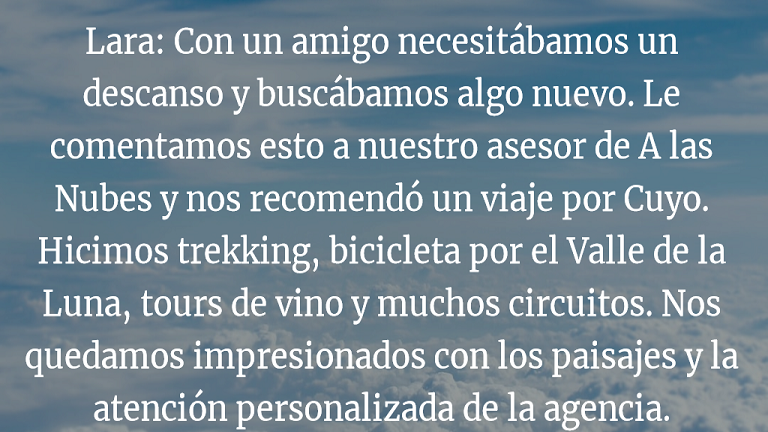 Lara: Con un amigo necesitábamos un
descanso y buscábamos algo nuevo. Le
comentamos esto a nuestro asesor de A las
Nubes y nos recomendó un viaje por Cuyo.
Hicimos trekking, bicicleta por el Valle de la
Luna, tours de vino y muchos circuitos. Nos
quedamos impresionados con los paisajes y la
atención personalizada de la agencia.